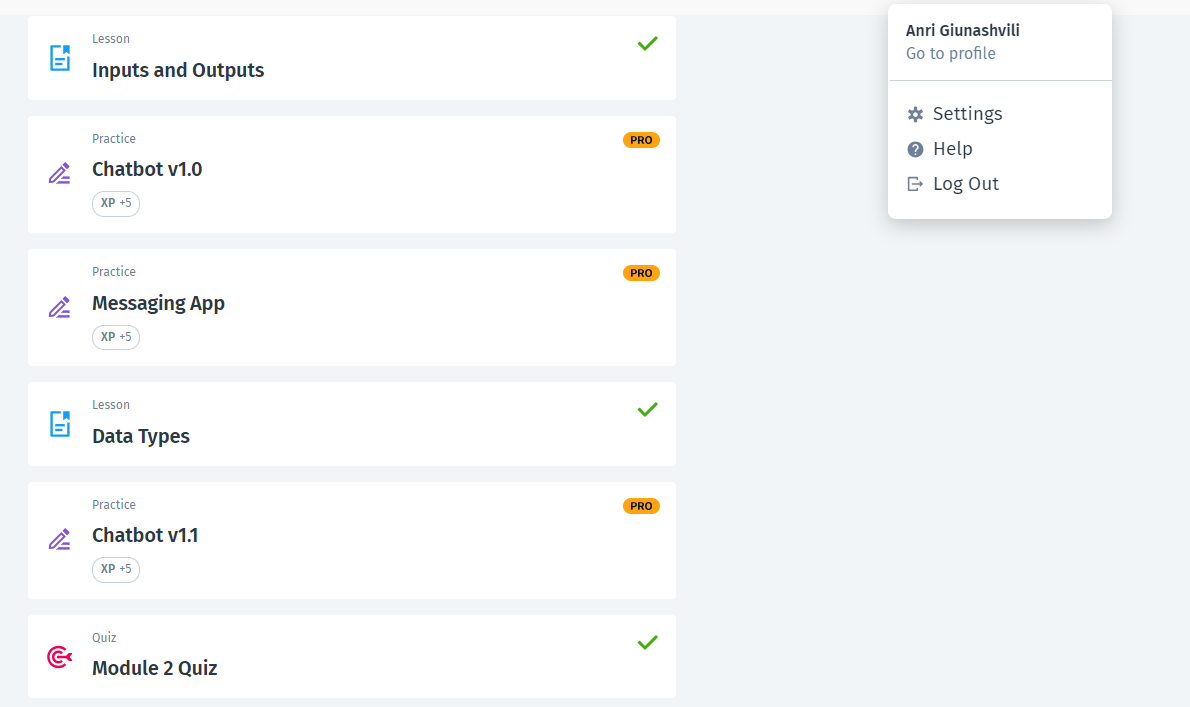 Lesson
Inputs and Outputs
Practice
PRO
Chatbot v1.0
XP +5
Practice
PRO
Messaging App
XP +5
Lesson
Data Types
Practice
PRO
Chatbot v1.1
XP +5
Quiz
Module 2 Quiz
Anri Giunashvili
Go to profile
Settings
Help
Log Out